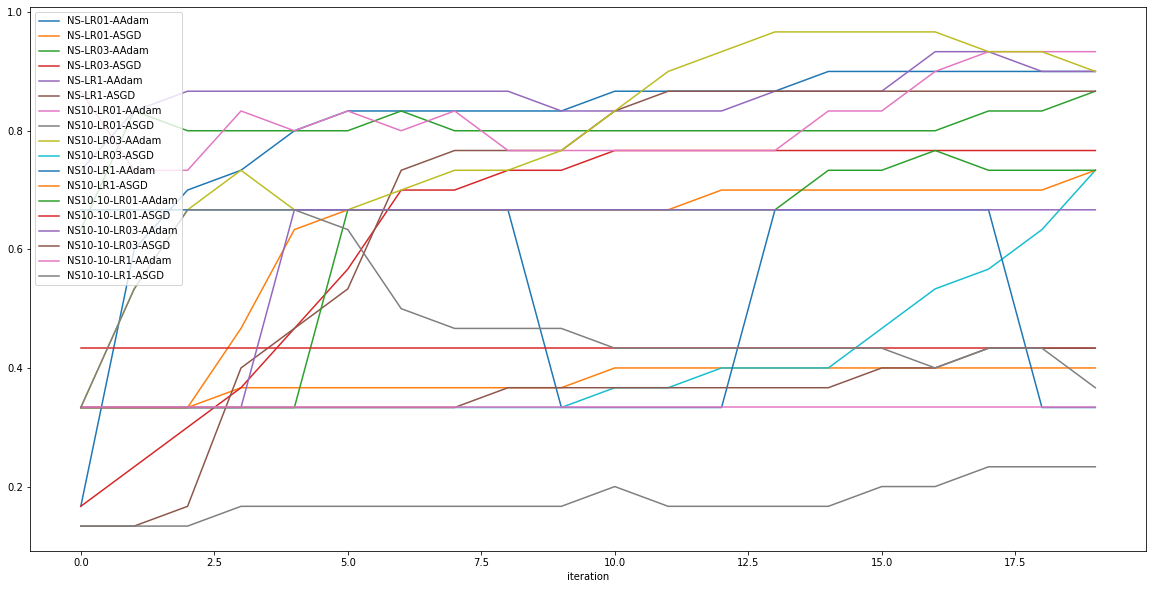 1.0
0.8
0.6
0.4
0.2
NS-LR01-AAdam
NS-LR01-ASGD
NS-LR03-AAdam
NS-LR03-ASGD
NS-LR1-AAdam
NS-LR1-ASGD
NS10-LR01-AAdam
NS10-LR01-ASGD
NS10-LR03-AAdam
NS10-LR03-ASGD
NS10-LR1-AAdam
NS10-LR1-ASGD
NS10-10-LR01-AAdam
NS10-10-LR01-ASGD
NS10-10-LR03-AAdam
NS10-10-LR03-ASGD
NS10-10-LR1-AAdam
NS10-10-LR1-ASGD
0.0 2.5 5.0 7.5 10.0 12.5 15.0 17.5
iteration